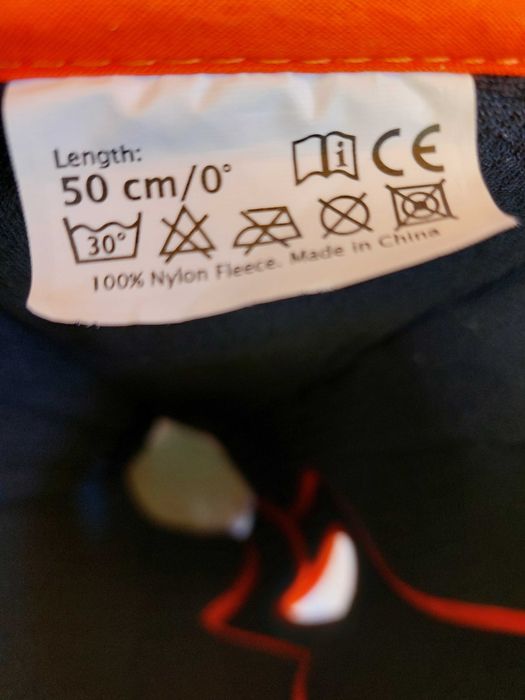 Length:
50 cm/0°
i CE
30°
100% Nylon Fleece. Made in China